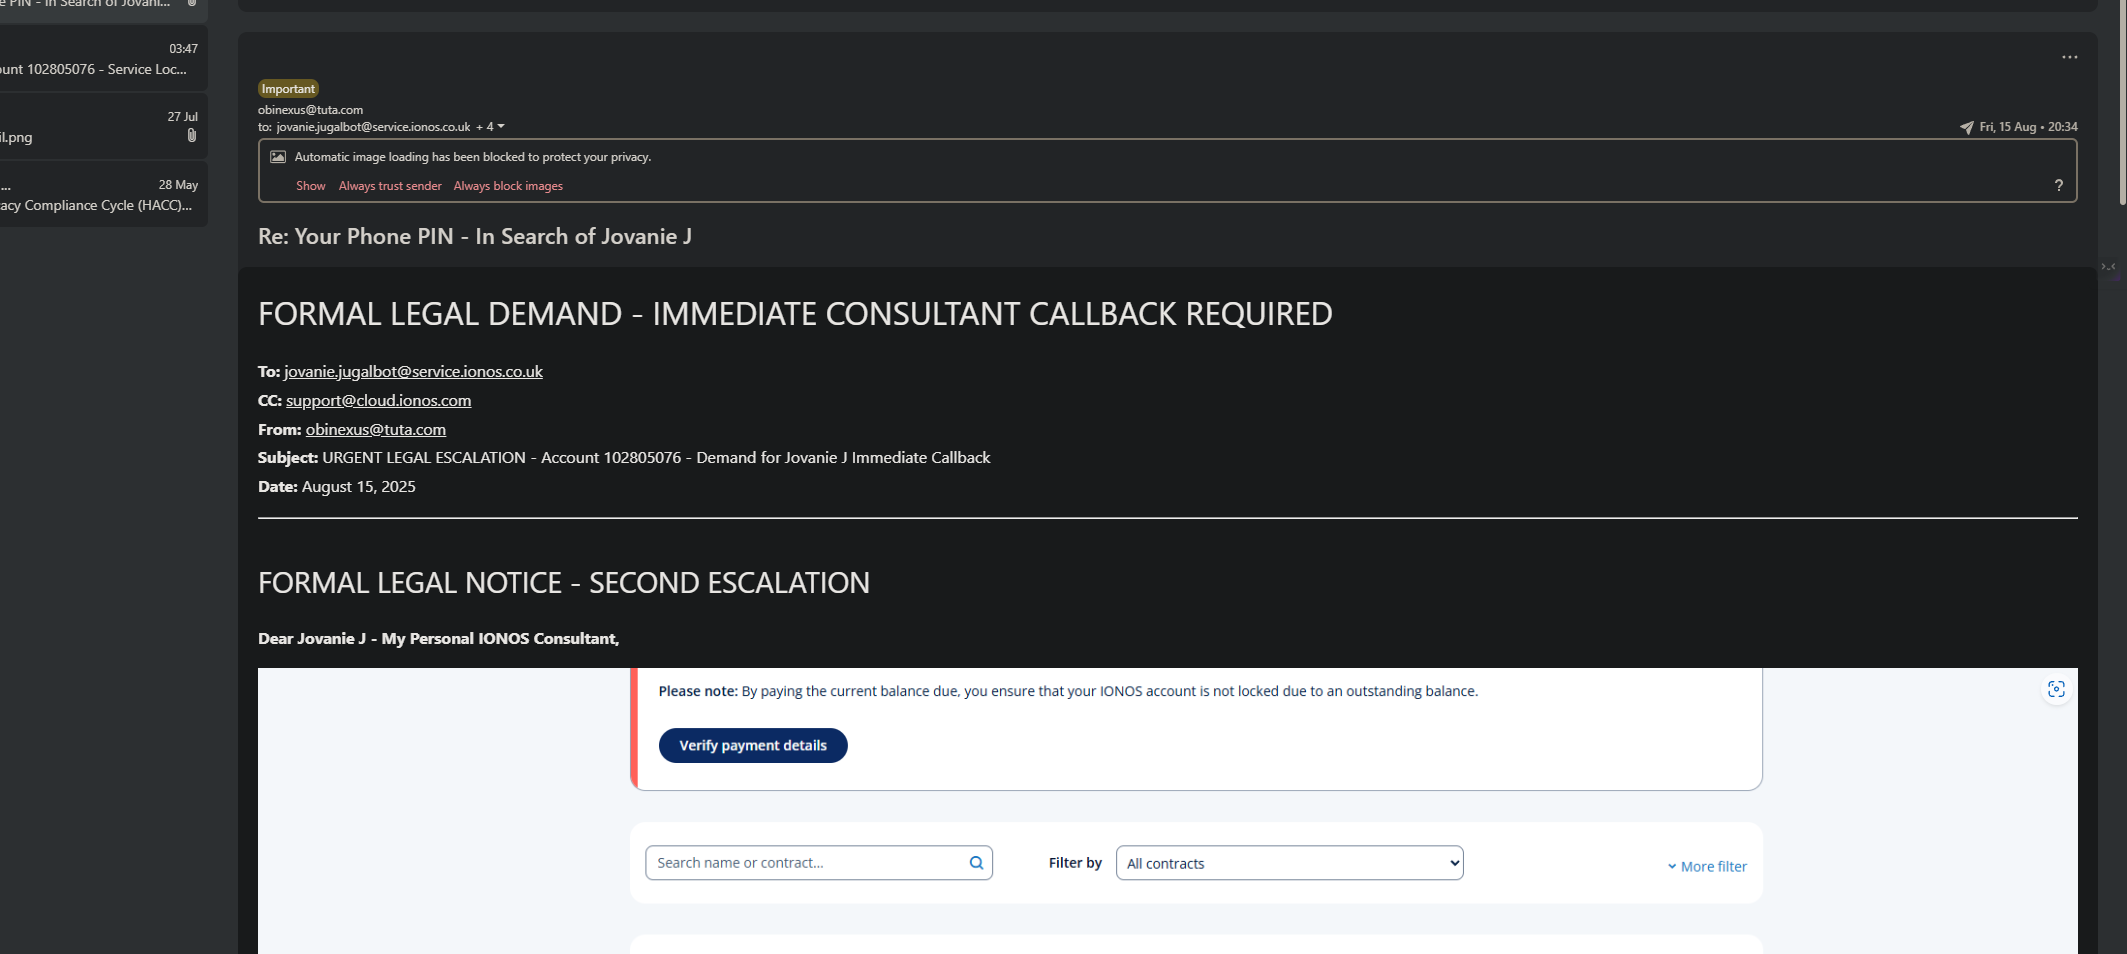 e PIN - In Search of Jovani...
03:47
ount 102805076 - Service Loc...
27 Jul
il.png
... 28 May
acy Compliance Cycle (HACC)...
Important
obinexus@tuta.com
to: jovanie.jugalbot@service.ionos.co.uk + 4
Fri, 15 Aug • 20:34
Automatic image loading has been blocked to protect your privacy.
Show Always trust sender Always block images
?
Re: Your Phone PIN - In Search of Jovanie J
FORMAL LEGAL DEMAND - IMMEDIATE CONSULTANT CALLBACK REQUIRED
To: jovanie.jugalbot@service.ionos.co.uk
CC: support@cloud.ionos.com
From: obinexus@tuta.com
Subject: URGENT LEGAL ESCALATION - Account 102805076 - Demand for Jovanie J Immediate Callback
Date: August 15, 2025
FORMAL LEGAL NOTICE - SECOND ESCALATION
Dear Jovanie J - My Personal IONOS Consultant,
Please note: By paying the current balance due, you ensure that your IONOS account is not locked due to an outstanding balance.
Verify payment details
Search name or contract...
Filter by All contracts
More filter